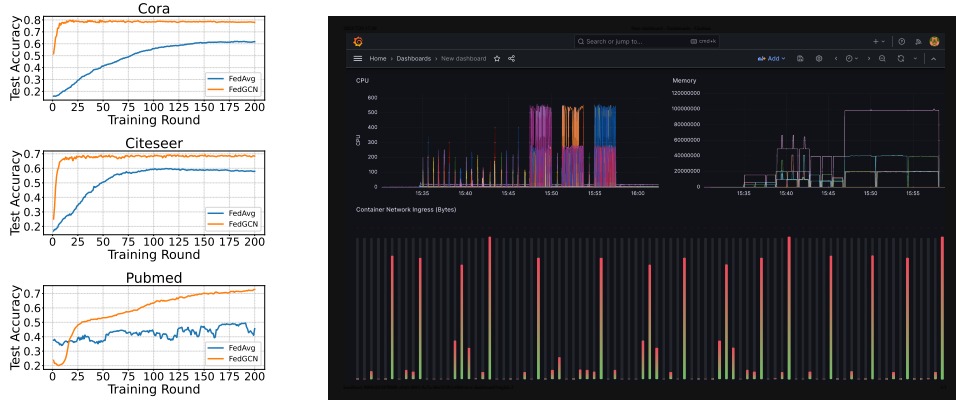 Cora
Test Accuracy
0.8
0.7
0.6
0.5
0.4
0.3
0.2
FedAvg
FedGCN
0 25 50 75 100 125 150 175 200
Training Round
Citeseer
Test Accuracy
0.7
0.6
0.5
0.4
0.3
0.2
FedAvg
FedGCN
0 25 50 75 100 125 150 175 200
Training Round
Pubmed
Test Accuracy
0.7
0.6
0.5
0.4
0.3
0.2
FedAvg
FedGCN
0 25 50 75 100 125 150 175 200
Training Round
Search or jump to... cmd+k
Home › Dashboards › New dashboard
Add
CPU
CPU
600
500
400
300
200
100
0
15:35 15:40 15:45 15:50 15:55 16:00
Memory
120000000
100000000
80000000
60000000
40000000
20000000
0
15:35 15:40 15:45 15:50 15:55
Container Network Ingress (Bytes)